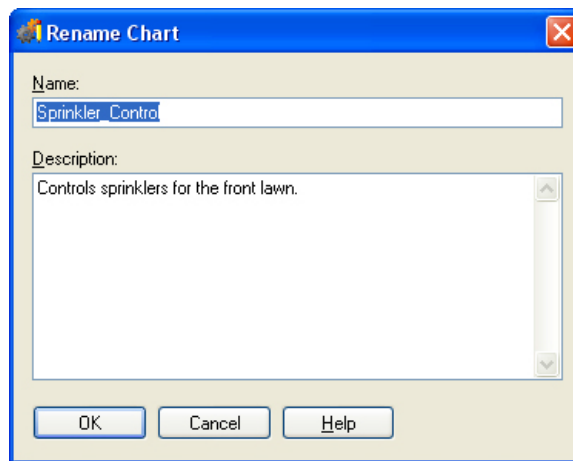 Rename Chart
Name:
Sprinkler_Control
Description:
Controls sprinklers for the front lawn.
OK Cancel Help